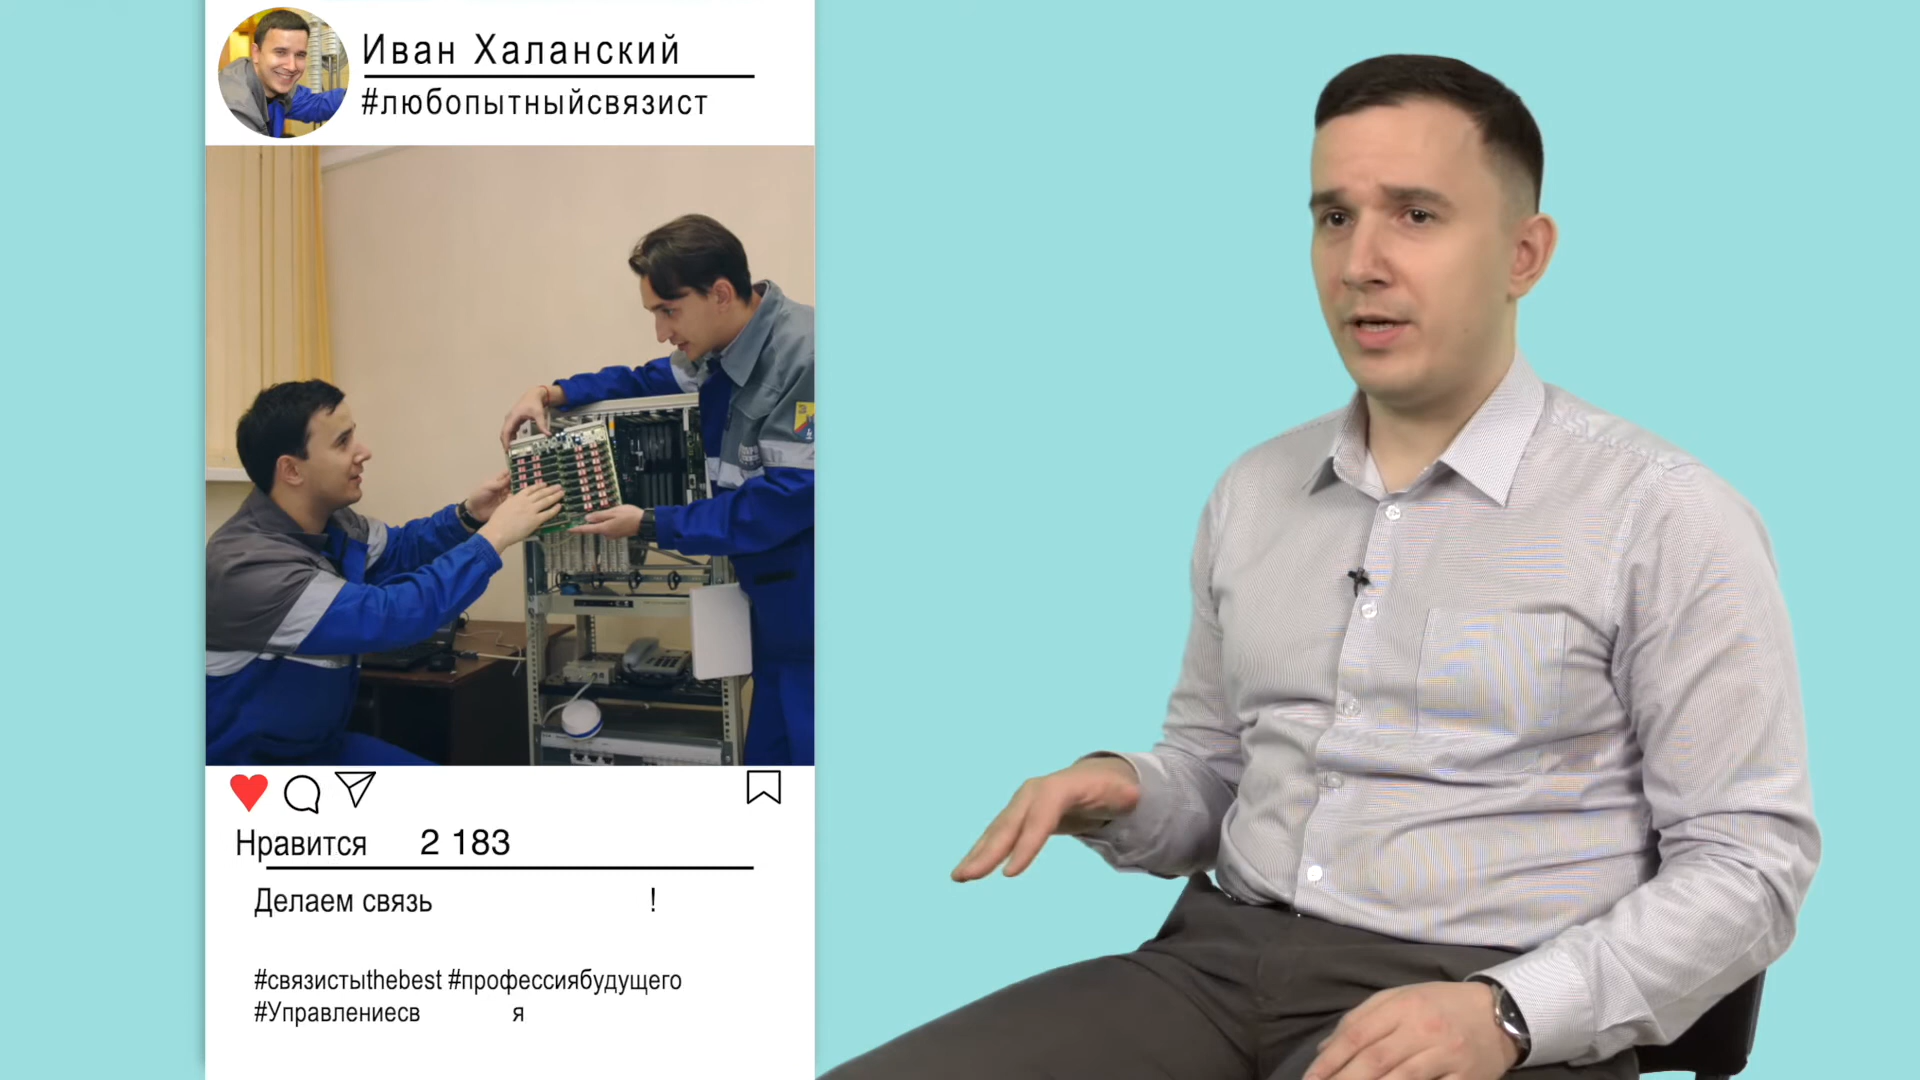 Иван Халанский
#любопытныйсвязист
Нравится 2 183
Делаем связь !
#связистыthebest #профессиябудущего
#Управлениесв я